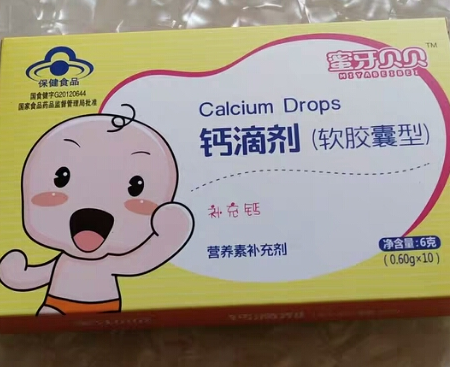 保健食品
国食健字G20120644
国家食品药品监督管理局批准
蜜牙贝贝™
MIYABEIBEI
Calcium Drops
钙滴剂(软胶囊型)
补充钙
营养素补充剂
净含量:6克
(0.60g×10)